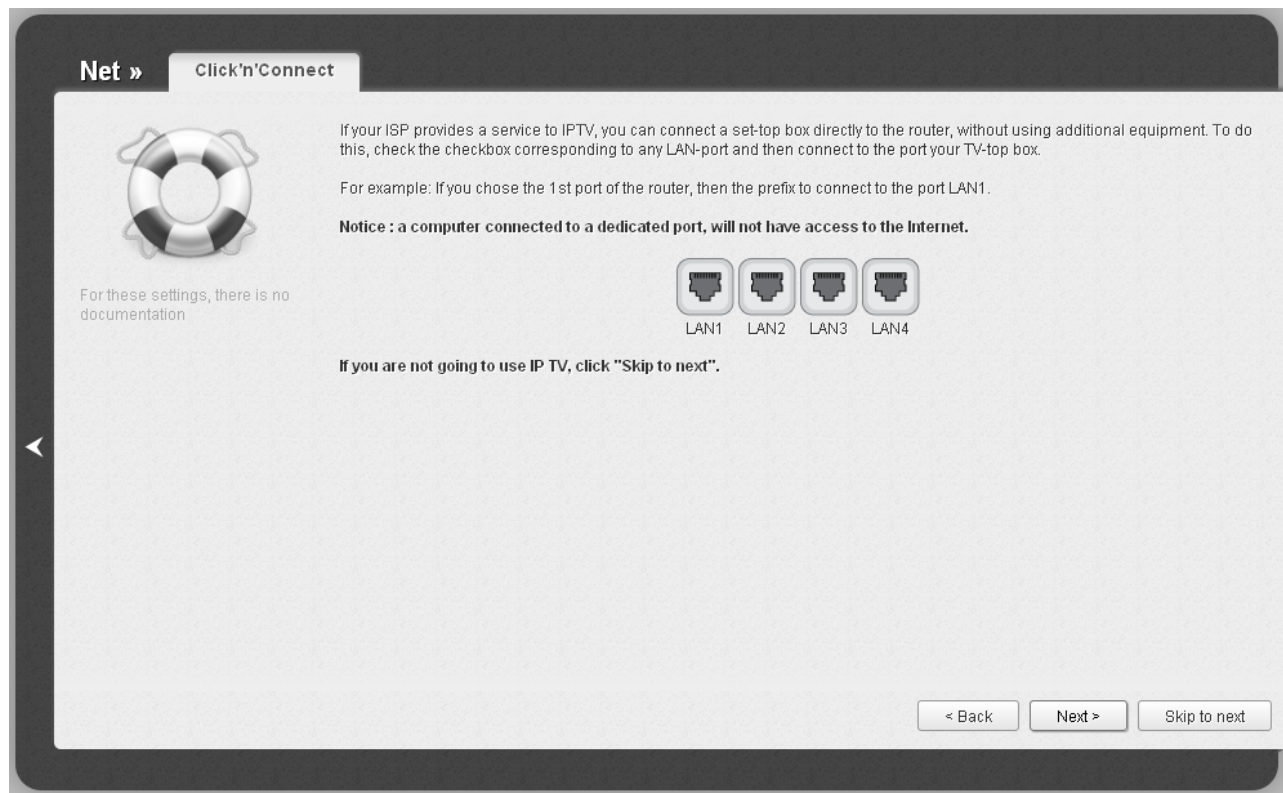 Net »
Click'n'Connect
If your ISP provides a service to IPTV, you can connect a set-top box directly to the router, without using additional equipment. To do
this, check the checkbox corresponding to any LAN-port and then connect to the port your TV-top box.
For example: If you chose the 1st port of the router, then the prefix to connect to the port LAN1.
Notice : a computer connected to a dedicated port, will not have access to the Internet.
For these settings, there is no
documentation
LAN1 LAN2 LAN3 LAN4
If you are not going to use IP TV, click "Skip to next".
< Back Next > Skip to next